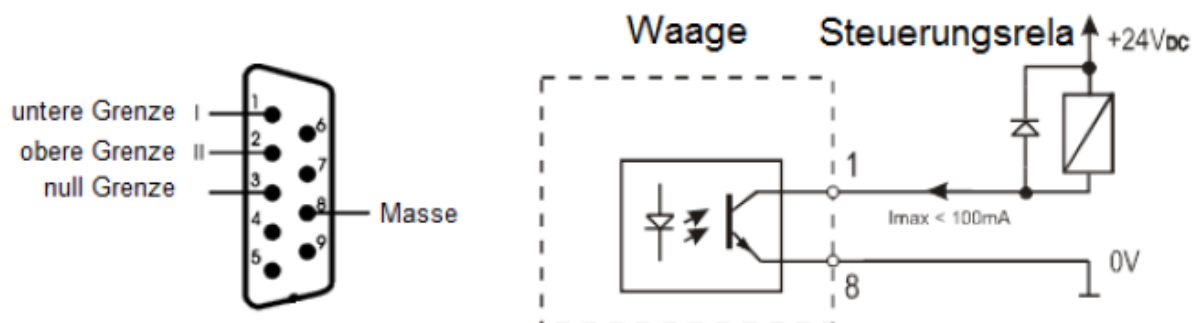 untere Grenze I
obere Grenze II
null Grenze
1
2
3
4
5
6
7
8
9
Masse
Waage
Steuerungsrela
+24VDC
1
Imax < 100mA
8
0V